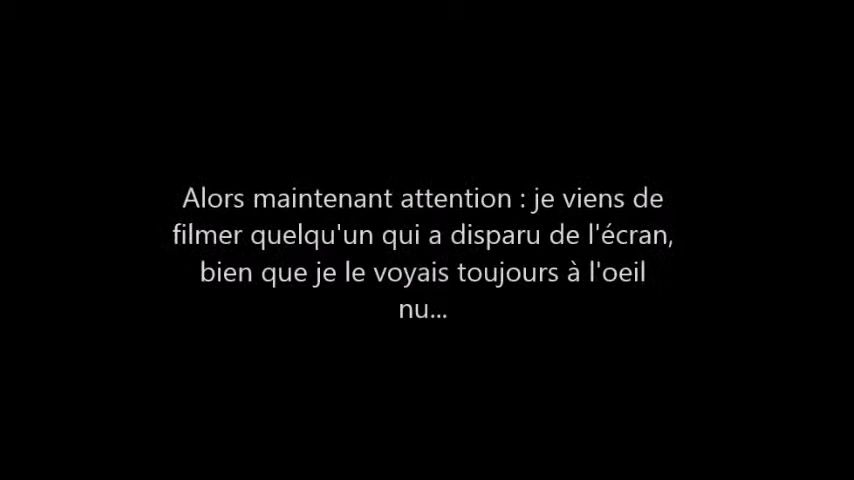 Alors maintenant attention : je viens de
filmer quelqu'un qui a disparu de l'écran,
bien que je le voyais toujours à l'oeil
nu...